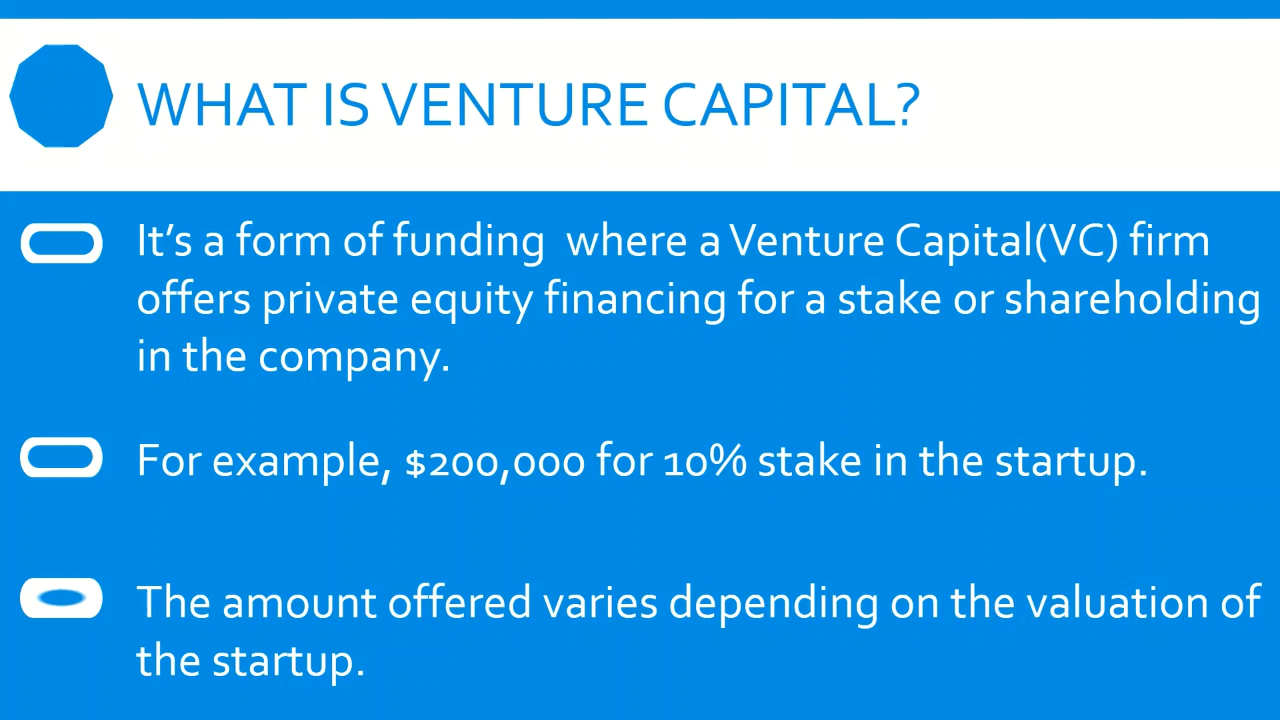 WHAT IS VENTURE CAPITAL?
It’s a form of funding  where a Venture Capital(VC) firm
offers private equity financing for a stake or shareholding
in the company.
For example, $200,000 for 10% stake in the startup.
The amount offered varies depending on the valuation of
the startup.